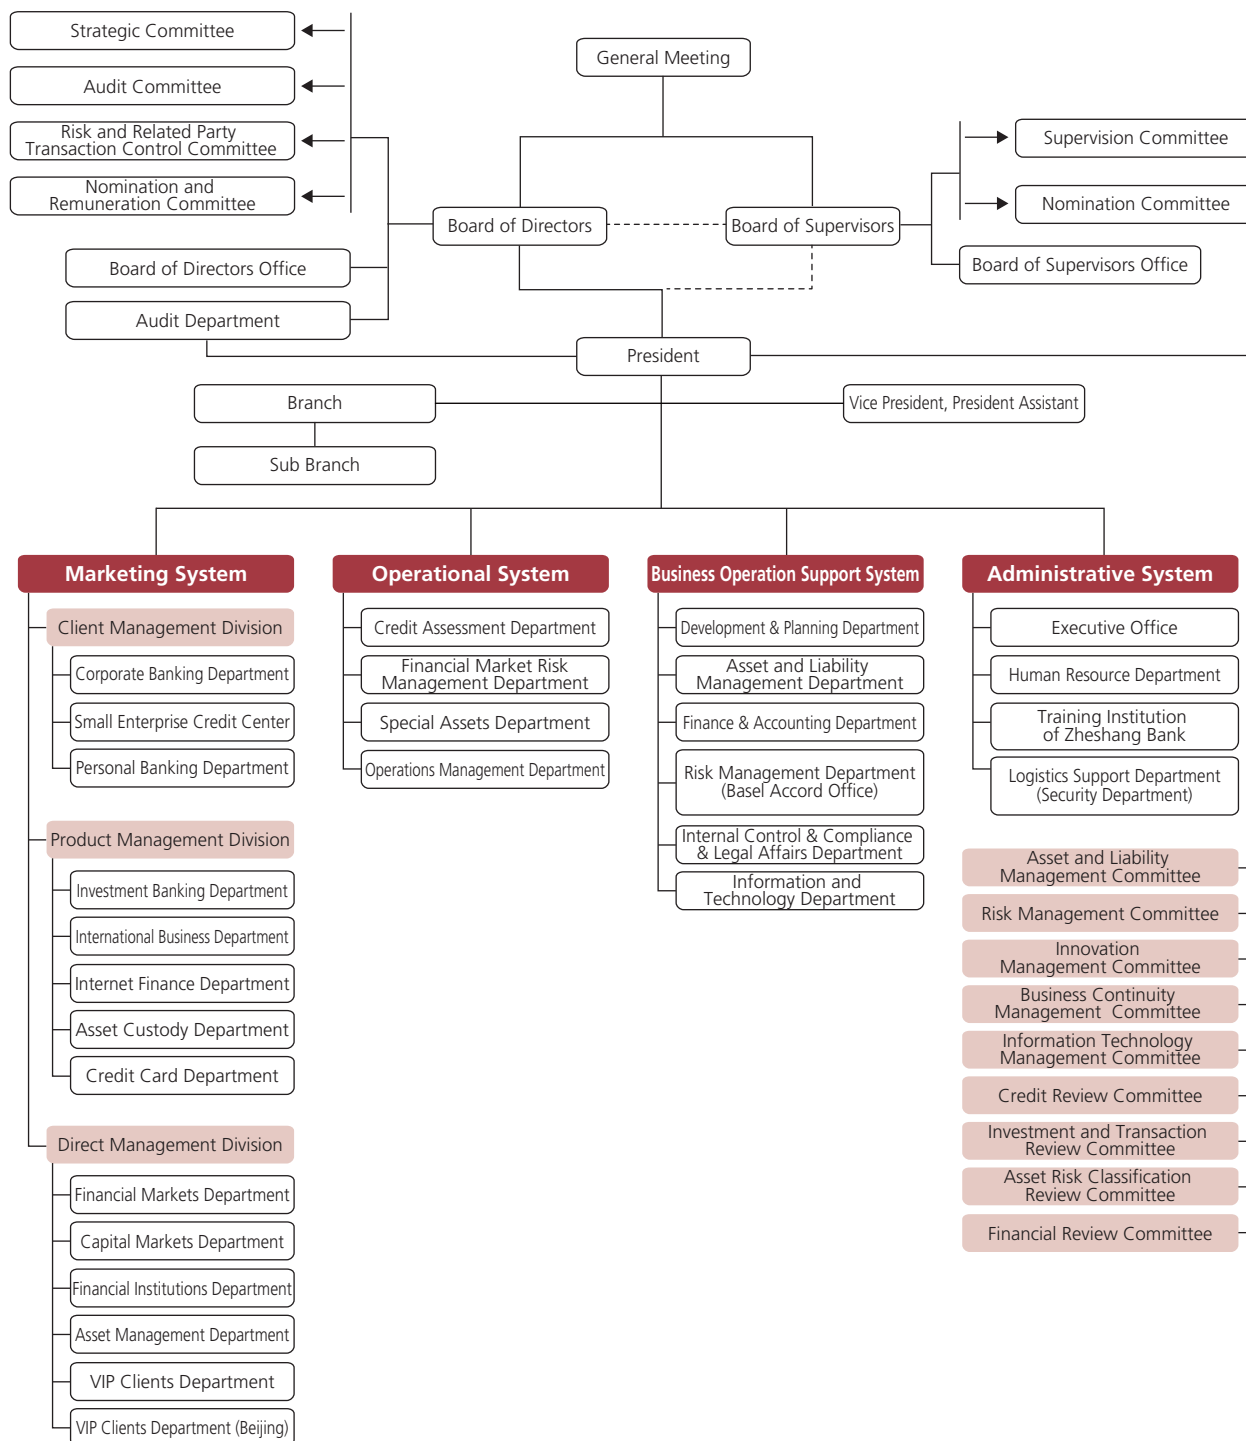 Strategic Committee
Audit Committee
Risk and Related Party
Transaction Control Committee
Nomination and
Remuneration Committee
General Meeting
Supervision Committee
Nomination Committee
Board of Directors
Board of Supervisors
Board of Directors Office
Board of Supervisors Office
Audit Department
President
Branch
Vice President, President Assistant
Sub Branch
Marketing System
Client Management Division
Corporate Banking Department
Small Enterprise Credit Center
Personal Banking Department
Product Management Division
Investment Banking Department
International Business Department
Internet Finance Department
Asset Custody Department
Credit Card Department
Direct Management Division
Financial Markets Department
Capital Markets Department
Financial Institutions Department
Asset Management Department
VIP Clients Department
VIP Clients Department (Beijing)
Operational System
Credit Assessment Department
Financial Market Risk
Management Department
Special Assets Department
Operations Management Department
Business Operation Support System
Development & Planning Department
Asset and Liability
Management Department
Finance & Accounting Department
Risk Management Department
(Basel Accord Office)
Internal Control & Compliance
& Legal Affairs Department
Information and
Technology Department
Administrative System
Executive Office
Human Resource Department
Training Institution
of Zheshang Bank
Logistics Support Department
(Security Department)
Asset and Liability
Management Committee
Risk Management Committee
Innovation
Management Committee
Business Continuity
Management Committee
Information Technology
Management Committee
Credit Review Committee
Investment and Transaction
Review Committee
Asset Risk Classification
Review Committee
Financial Review Committee